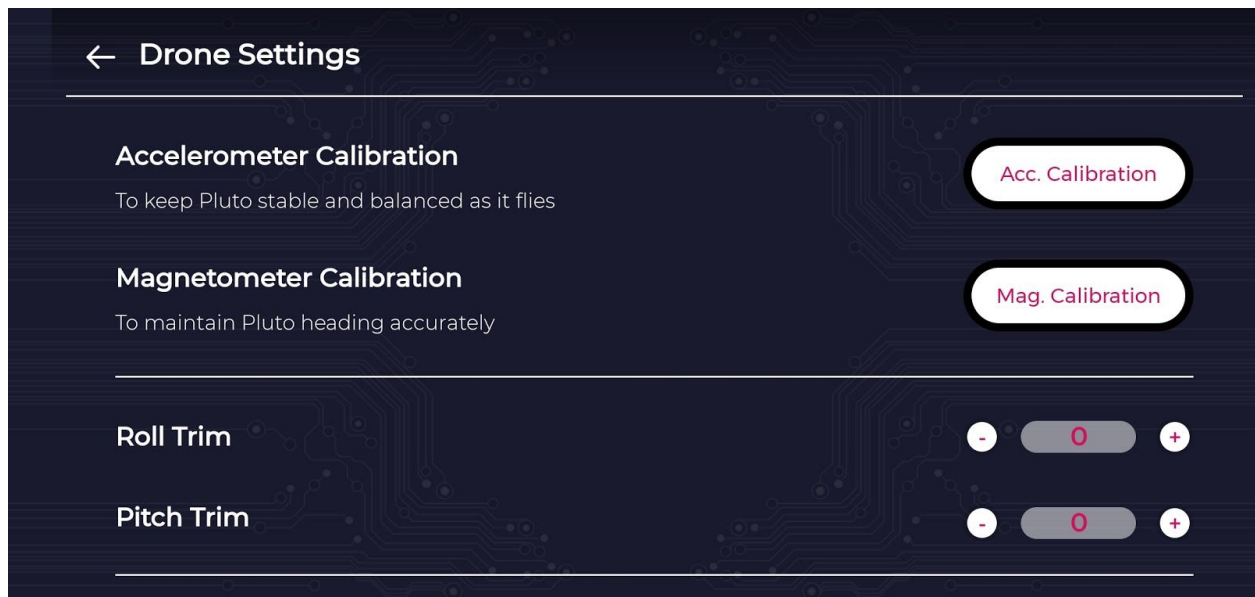 ← Drone Settings
Accelerometer Calibration
Acc. Calibration
To keep Pluto stable and balanced as it flies
Magnetometer Calibration
Mag. Calibration
To maintain Pluto heading accurately
Roll Trim - 0 +
Pitch Trim - 0 +